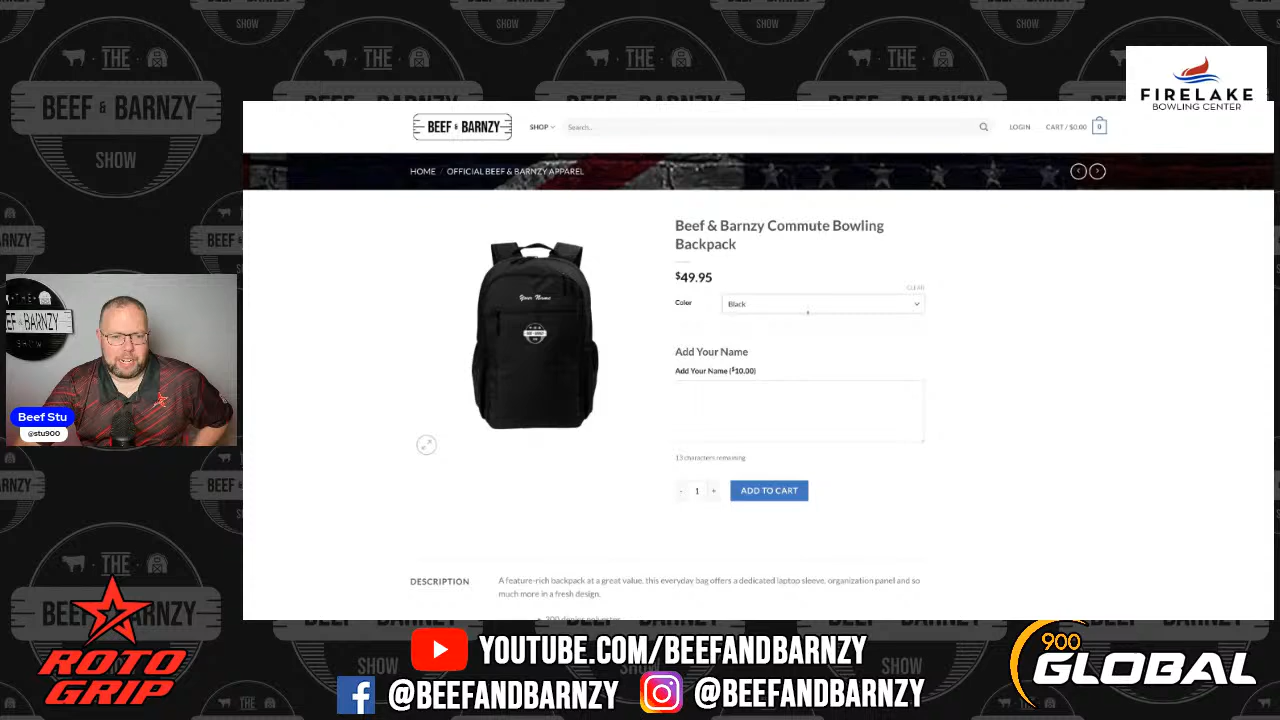 FIRELAKE
BOWLING CENTER
BEEF & BARNZY
SHOP
Search..
LOGIN
CART / $0.00
0
HOME / OFFICIAL BEEF & BARNZY APPAREL
Beef & Barnzy Commute Bowling
Backpack
$49.95
CLEAR
Color
Black
Your Name
Add Your Name
Add Your Name ($10.00)
13 characters remaining
- 1 +
ADD TO CART
DESCRIPTION
A feature-rich backpack at a great value, this everyday bag offers a dedicated laptop sleeve, organization panel and so
much more in a fresh design.
THE
BEEF & BARNZY
SHOW
Beef Stu
@stu900
ROTO
GRIP
YOUTUBE.COM/BEEFANDBARNZY
@BEEFANDBARNZY
@BEEFANDBARNZY
900
GLOBAL